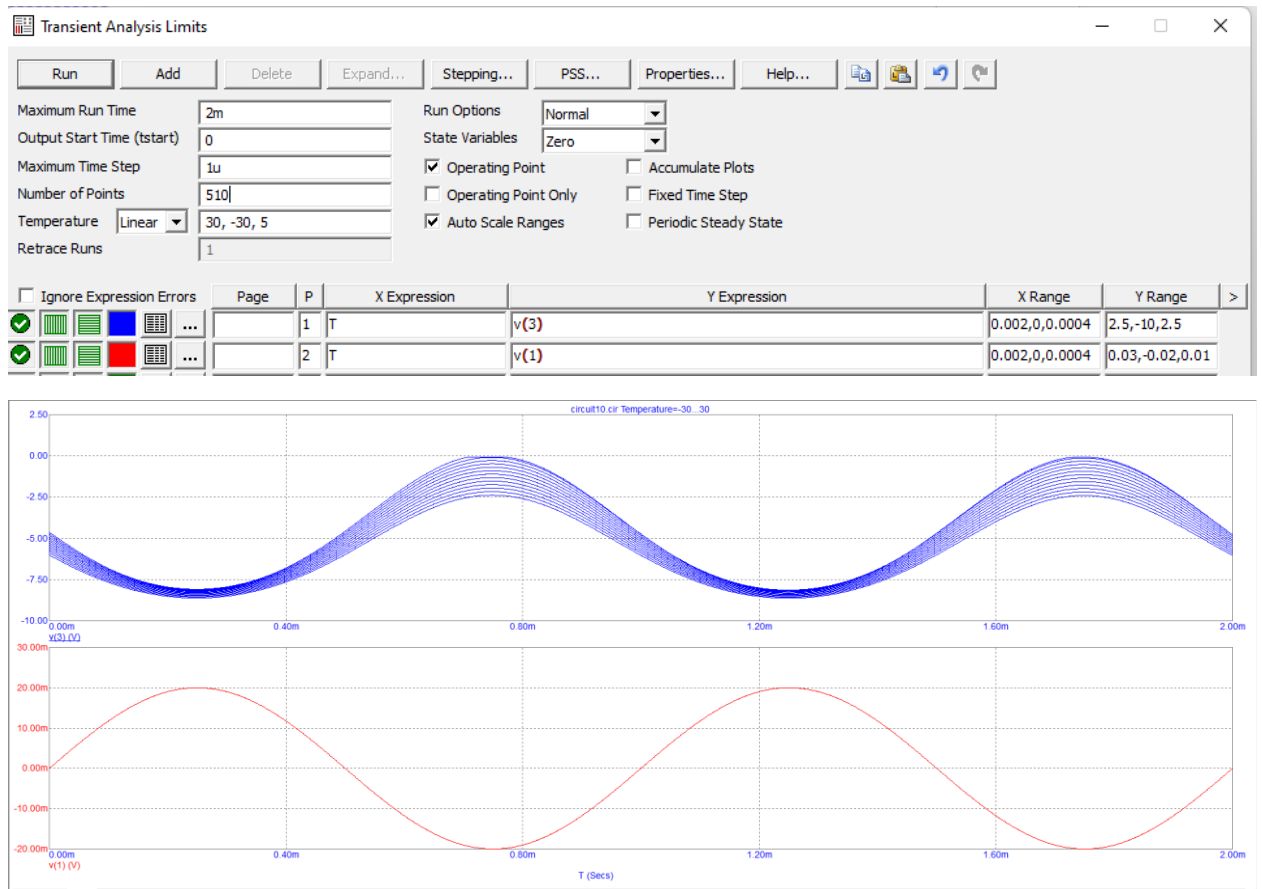 Transient Analysis Limits
Run Add Delete Expand... Stepping... PSS... Properties... Help...
Maximum Run Time 2m Run Options Normal
Output Start Time (tstart) 0 State Variables Zero
Maximum Time Step 1u Operating Point Accumulate Plots
Number of Points 510 Operating Point Only Fixed Time Step
Temperature Linear 30, -30, 5 Auto Scale Ranges Periodic Steady State
Retrace Runs 1
Ignore Expression Errors Page P X Expression Y Expression X Range Y Range >
... 1 T v(3) 0.002,0,0.0004 2.5,-10,2.5
... 2 T v(1) 0.002,0,0.0004 0.03,-0.02,0.01
circuit10.cir Temperature=-30...30
2.50
0.00
-2.50
-5.00
-7.50
-10.00
0.00m 0.40m 0.80m 1.20m 1.60m 2.00m
v(3) (V)
30.00m
20.00m
10.00m
0.00m
-10.00m
-20.00m
0.00m 0.40m 0.80m 1.20m 1.60m 2.00m
v(1) (V)
T (Secs)